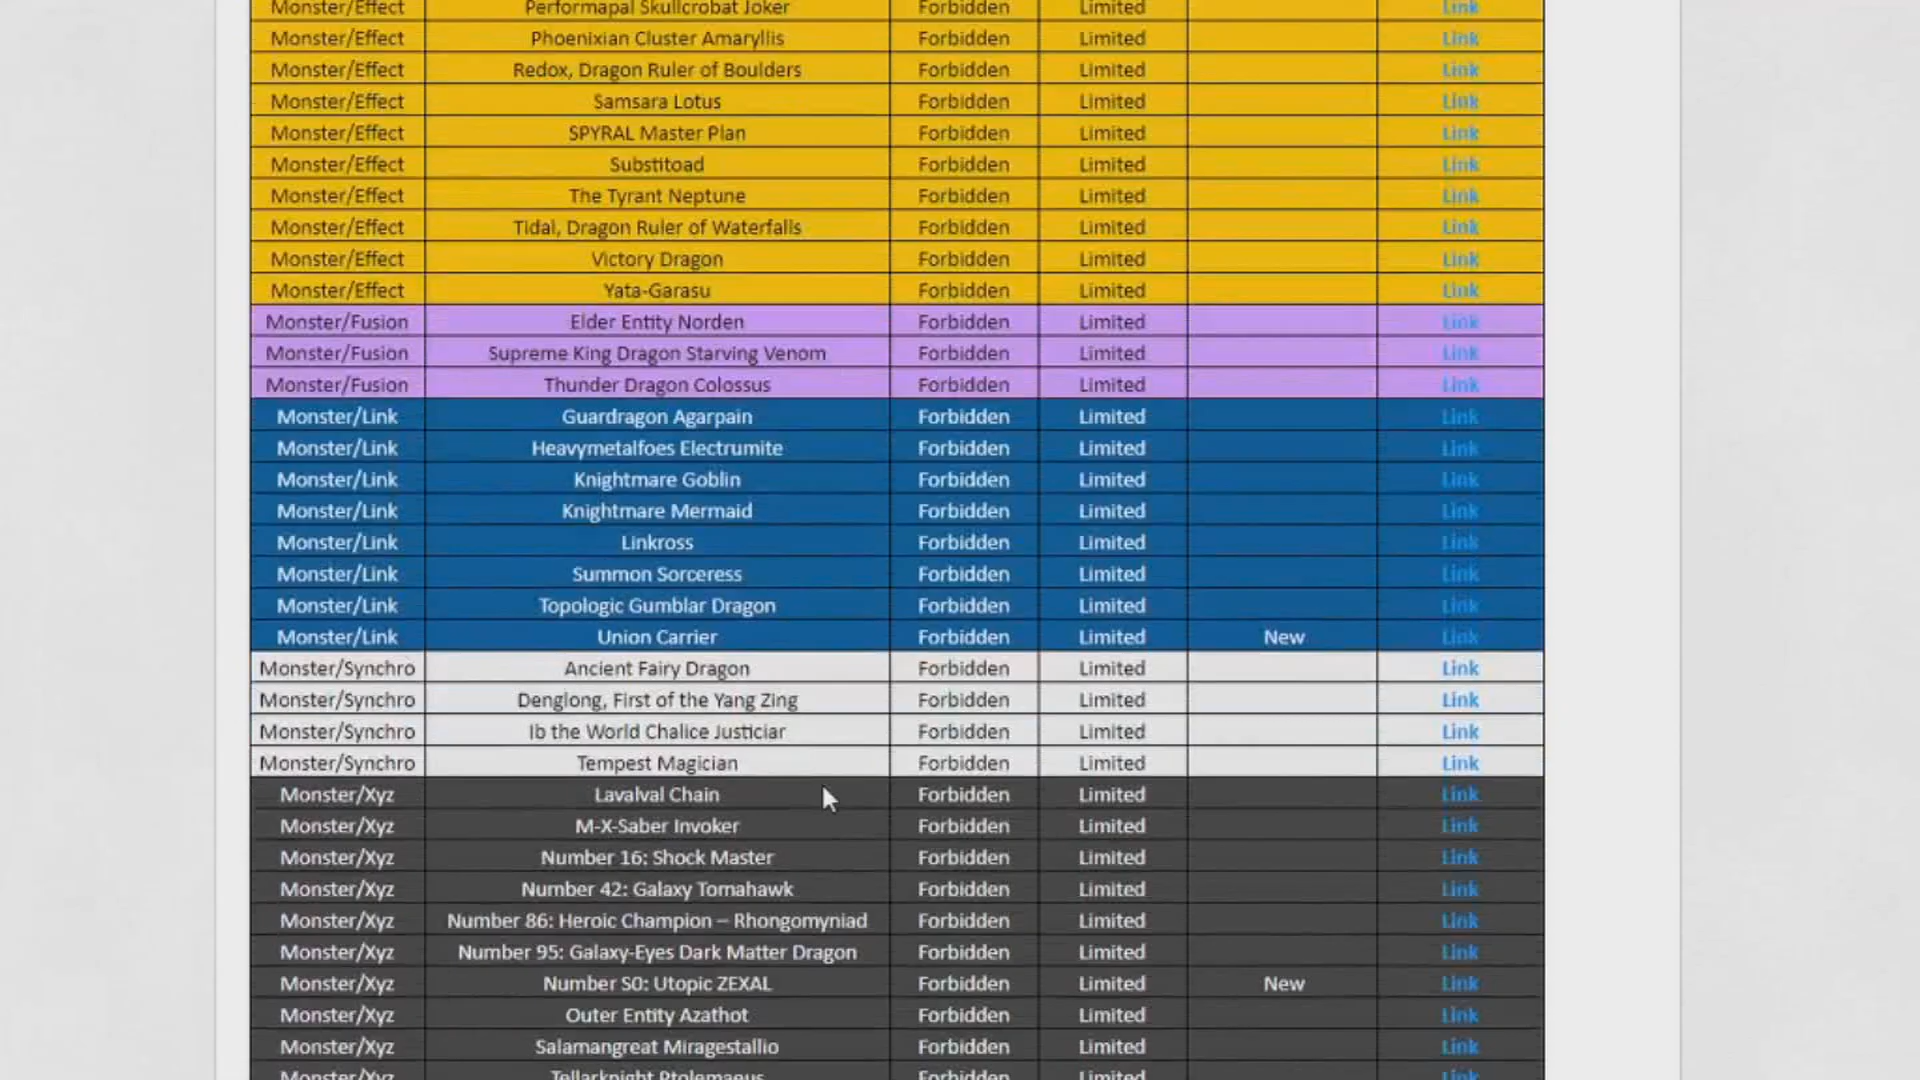 Monster/Effect Performapal Skullcrobat Joker Forbidden Limited Link
Monster/Effect Phoenixian Cluster Amaryllis Forbidden Limited Link
Monster/Effect Redox, Dragon Ruler of Boulders Forbidden Limited Link
Monster/Effect Samsara Lotus Forbidden Limited Link
Monster/Effect SPYRAL Master Plan Forbidden Limited Link
Monster/Effect Substitoad Forbidden Limited Link
Monster/Effect The Tyrant Neptune Forbidden Limited Link
Monster/Effect Tidal, Dragon Ruler of Waterfalls Forbidden Limited Link
Monster/Effect Victory Dragon Forbidden Limited Link
Monster/Effect Yata-Garasu Forbidden Limited Link
Monster/Fusion Elder Entity Norden Forbidden Limited Link
Monster/Fusion Supreme King Dragon Starving Venom Forbidden Limited Link
Monster/Fusion Thunder Dragon Colossus Forbidden Limited Link
Monster/Link Guardragon Agarpain Forbidden Limited Link
Monster/Link Heavymetalfoes Electrumite Forbidden Limited Link
Monster/Link Knightmare Goblin Forbidden Limited Link
Monster/Link Knightmare Mermaid Forbidden Limited Link
Monster/Link Linkross Forbidden Limited Link
Monster/Link Summon Sorceress Forbidden Limited Link
Monster/Link Topologic Gumblar Dragon Forbidden Limited Link
Monster/Link Union Carrier Forbidden Limited New Link
Monster/Synchro Ancient Fairy Dragon Forbidden Limited Link
Monster/Synchro Denglong, First of the Yang Zing Forbidden Limited Link
Monster/Synchro Ib the World Chalice Justiciar Forbidden Limited Link
Monster/Synchro Tempest Magician Forbidden Limited Link
Monster/Xyz Lavalval Chain Forbidden Limited Link
Monster/Xyz M-X-Saber Invoker Forbidden Limited Link
Monster/Xyz Number 16: Shock Master Forbidden Limited Link
Monster/Xyz Number 42: Galaxy Tomahawk Forbidden Limited Link
Monster/Xyz Number 86: Heroic Champion – Rhongomyniad Forbidden Limited Link
Monster/Xyz Number 95: Galaxy-Eyes Dark Matter Dragon Forbidden Limited Link
Monster/Xyz Number S0: Utopic ZEXAL Forbidden Limited New Link
Monster/Xyz Outer Entity Azathot Forbidden Limited Link
Monster/Xyz Salamangreat Miragestallio Forbidden Limited Link
Monster/Xyz Tellarknight Ptolemaeus Forbidden Limited Link